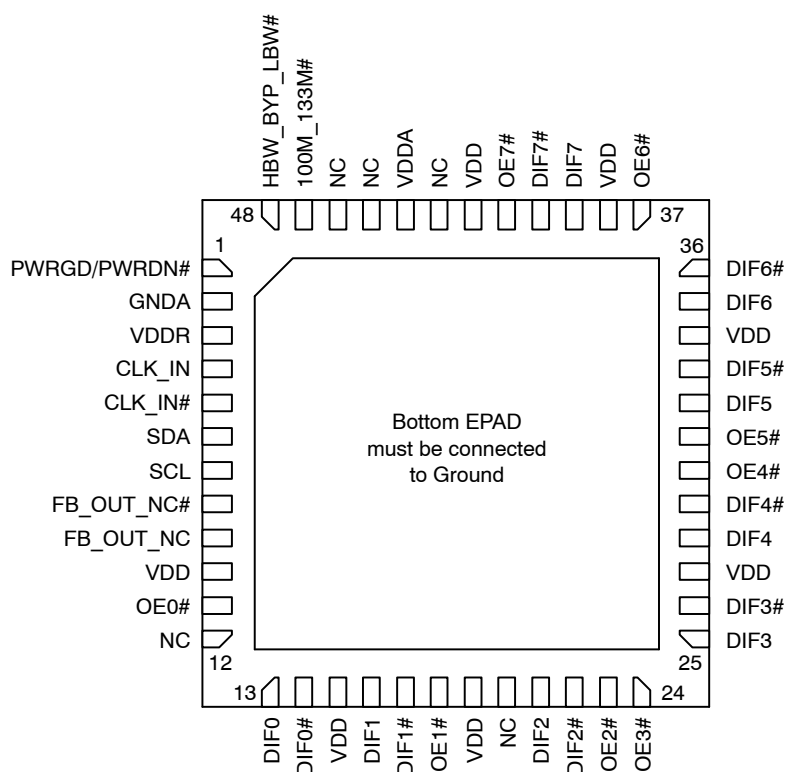 HBW_BYP_LBW#
100M_133M#
NC
NC
VDDA
NC
VDD
OE7#
DIF7#
DIF7
VDD
OE6#
48
37
1
36
PWRGD/PWRDN#
GNDA
VDDR
CLK_IN
CLK_IN#
SDA
SCL
FB_OUT_NC#
FB_OUT_NC
VDD
OE0#
NC
Bottom EPAD
must be connected
to Ground
DIF6#
DIF6
VDD
DIF5#
DIF5
OE5#
OE4#
DIF4#
DIF4
VDD
DIF3#
DIF3
12
25
13
24
DIF0
DIF0#
VDD
DIF1
DIF1#
OE1#
VDD
NC
DIF2
DIF2#
OE2#
OE3#